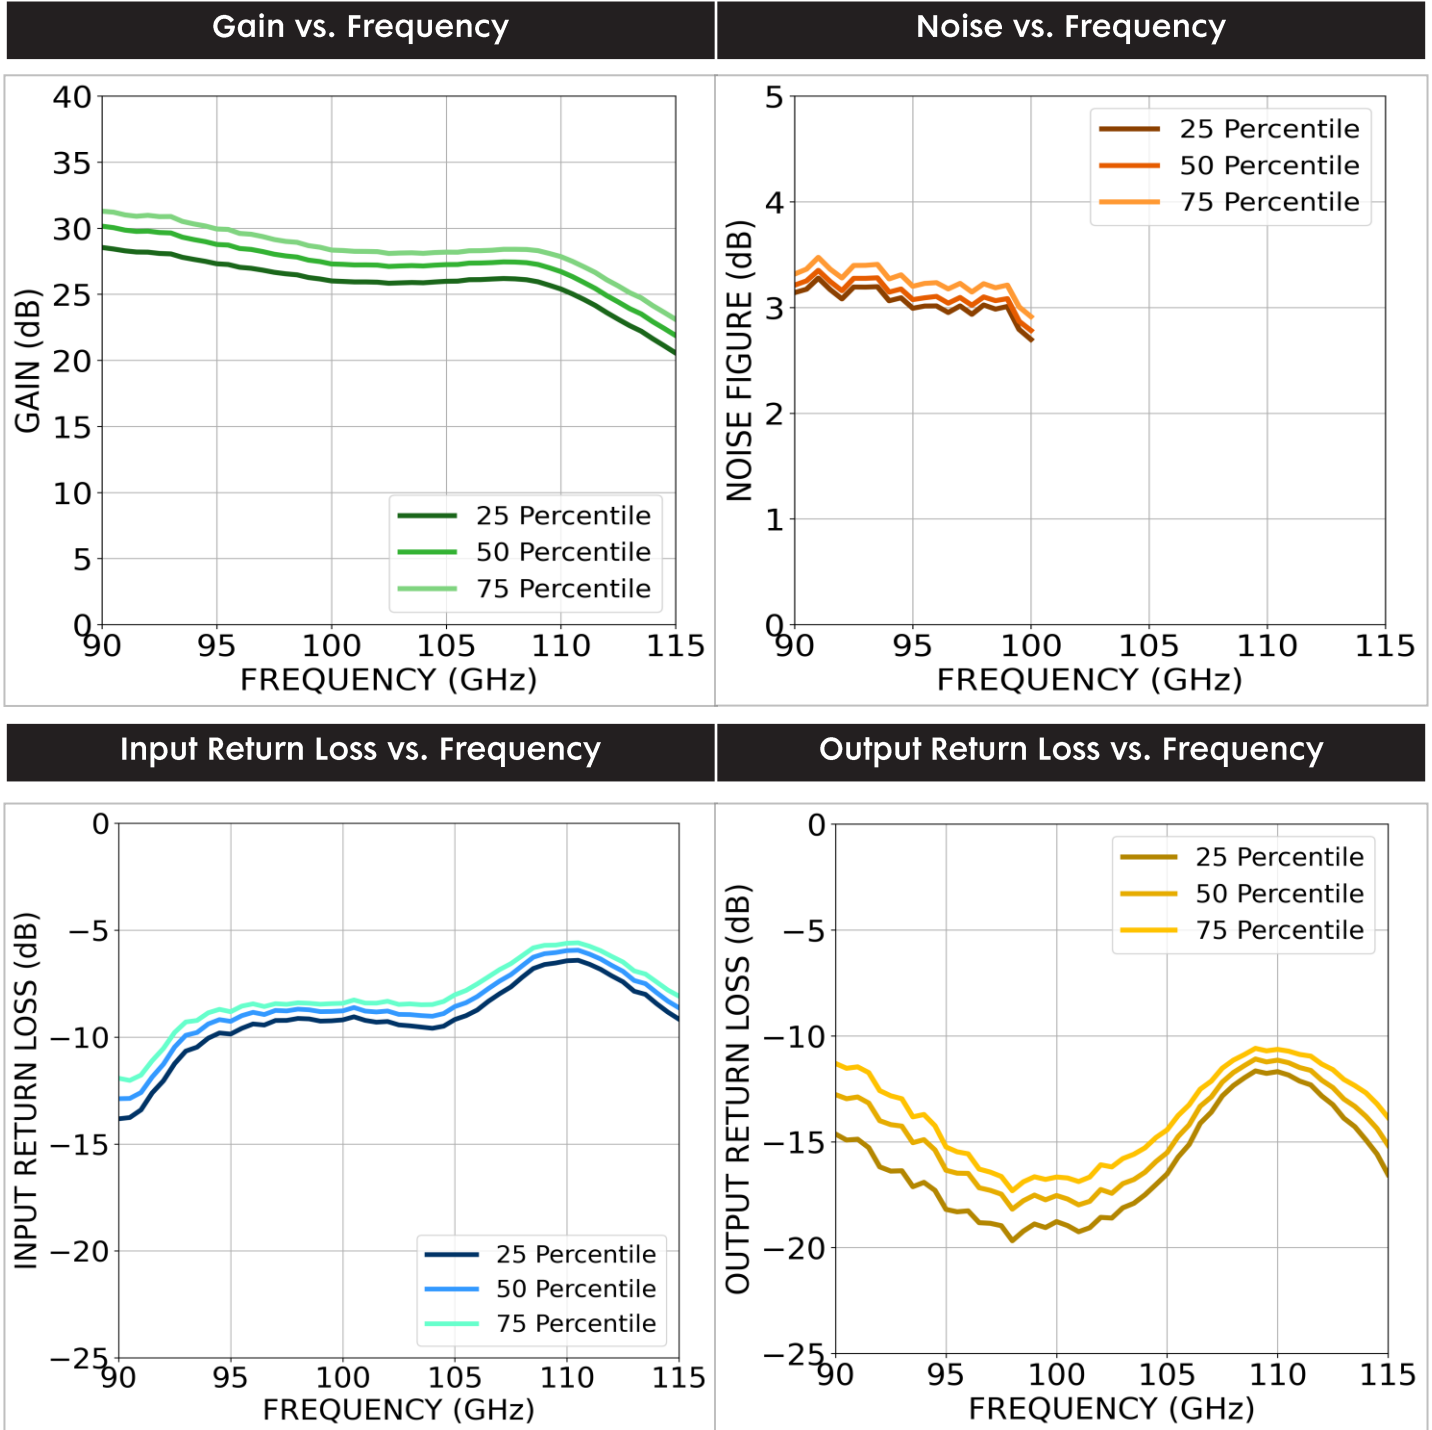 Gain vs. Frequency
Noise vs. Frequency
40
35
30
25
20
15
10
5
0
GAIN (dB)
25 Percentile
50 Percentile
75 Percentile
90 95 100 105 110 115
FREQUENCY (GHz)
5
4
3
2
1
0
NOISE FIGURE (dB)
25 Percentile
50 Percentile
75 Percentile
90 95 100 105 110 115
FREQUENCY (GHz)
Input Return Loss vs. Frequency
Output Return Loss vs. Frequency
0
−5
−10
−15
−20
−25
INPUT RETURN LOSS (dB)
25 Percentile
50 Percentile
75 Percentile
90 95 100 105 110 115
FREQUENCY (GHz)
0
−5
−10
−15
−20
−25
OUTPUT RETURN LOSS (dB)
25 Percentile
50 Percentile
75 Percentile
90 95 100 105 110 115
FREQUENCY (GHz)